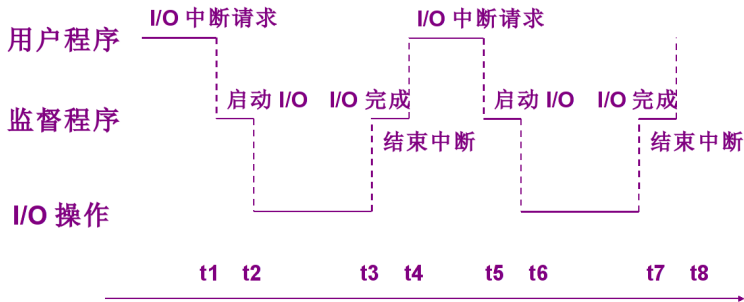 I/O 中断请求 I/O 中断请求
用户程序
启动 I/O I/O 完成 启动 I/O I/O 完成
监督程序
结束中断 结束中断
I/O 操作
t1 t2 t3 t4 t5 t6 t7 t8